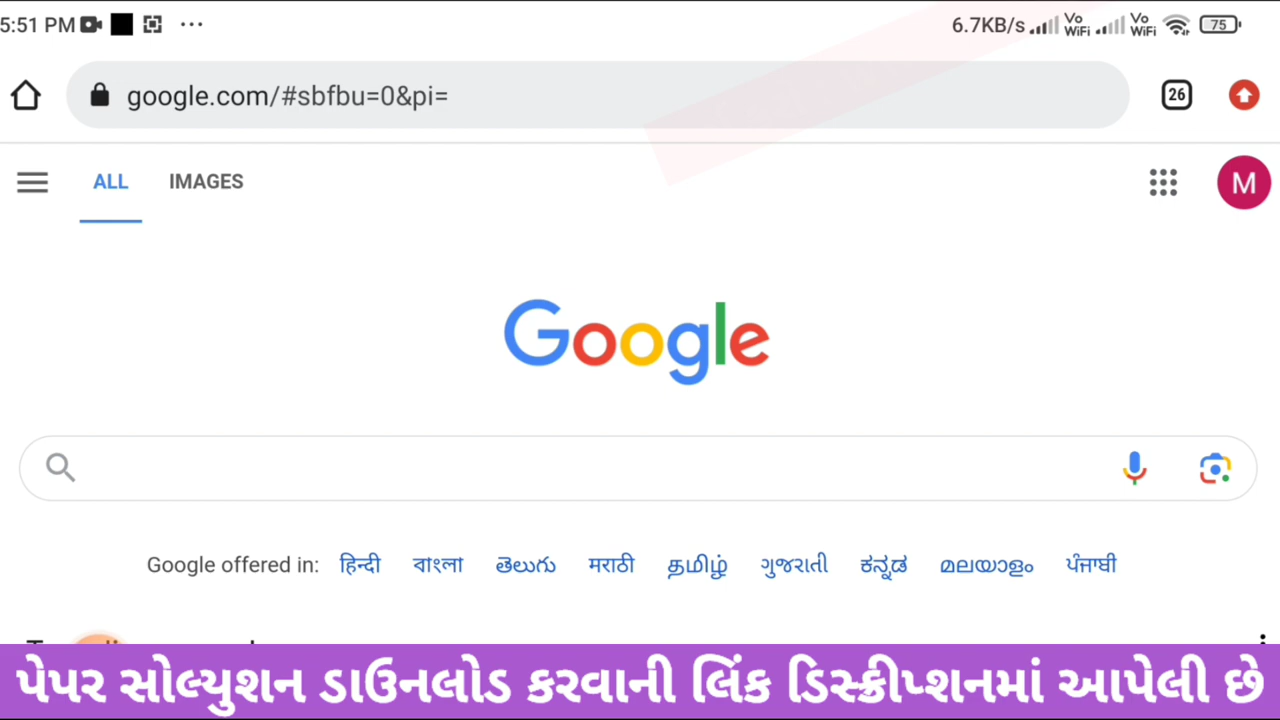 5:51 PM 6.7KB/s Vo WiFi Vo WiFi 75
google.com/#sbfbu=0&pi= 26
ALL IMAGES M
Google
Google offered in: हिन्दी বাংলা తెలుగు मराठी தமிழ் ગુજરાતી ಕನ್ನಡ മലയാളം ਪੰਜਾਬੀ
પેપર સોલ્યુશન ડાઉનલોડ કરવાની લિંક ડિસ્ક્રીપ્શનમાં આપેલી છે